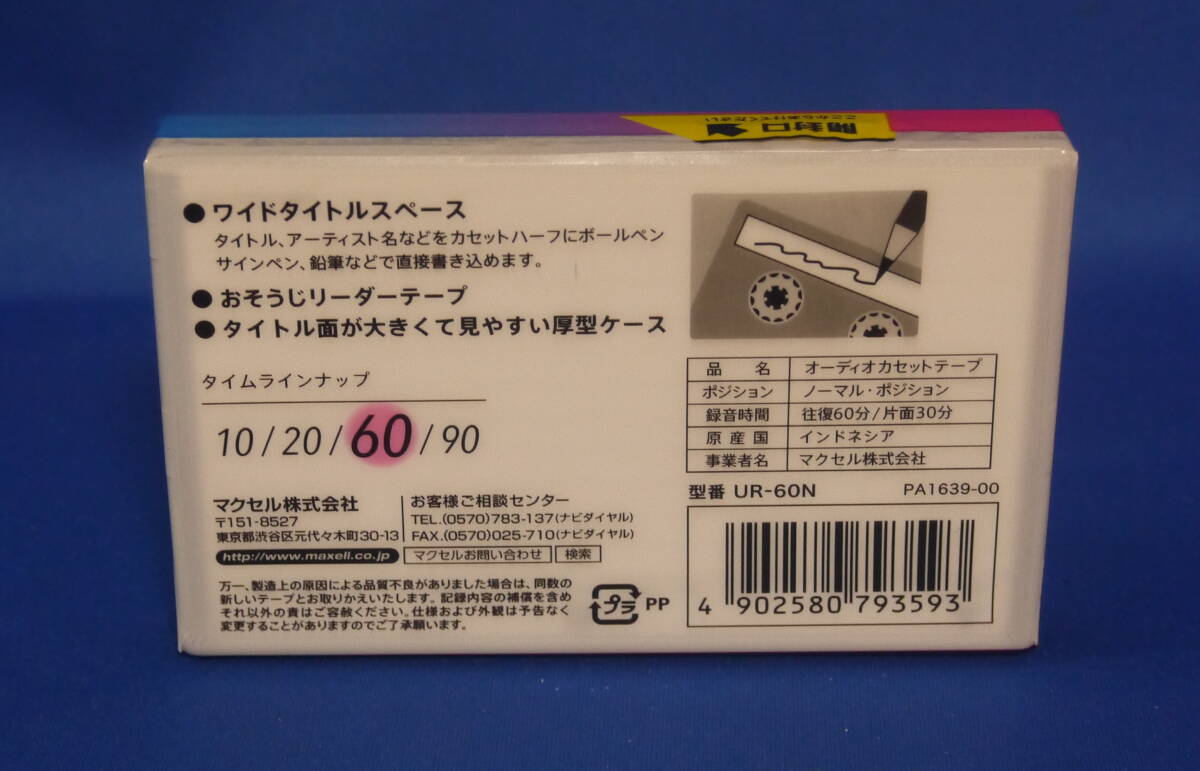 開封口
ここからあけてください
● ワイドタイトルスペース
タイトル、アーティスト名などをカセットハーフにボールペン
サインペン、鉛筆などで直接書き込めます。
● おそうじリーダーテープ
● タイトル面が大きくて見やすい厚型ケース
タイムラインナップ
10/20/60/90
品名 オーディオカセットテープ
ポジション ノーマル・ポジション
録音時間 往復60分/片面30分
原産国 インドネシア
事業者名 マクセル株式会社
型番 UR-60N PA1639-00
マクセル株式会社
〒151-8527
東京都渋谷区元代々木町30-13
http://www.maxell.co.jp
お客様ご相談センター
TEL.(0570)783-137(ナビダイヤル)
FAX.(0570)025-710(ナビダイヤル)
マクセルお問い合わせ 検索
万一、製造上の原因による品質不良がありました場合は、同数の
新しいテープとお取りかえいたします。記録内容の補償を含め
それ以外の責はご容赦ください。仕様および外観は予告なく
変更することがありますのでご了承願います。
プラ PP
4 902580 793593